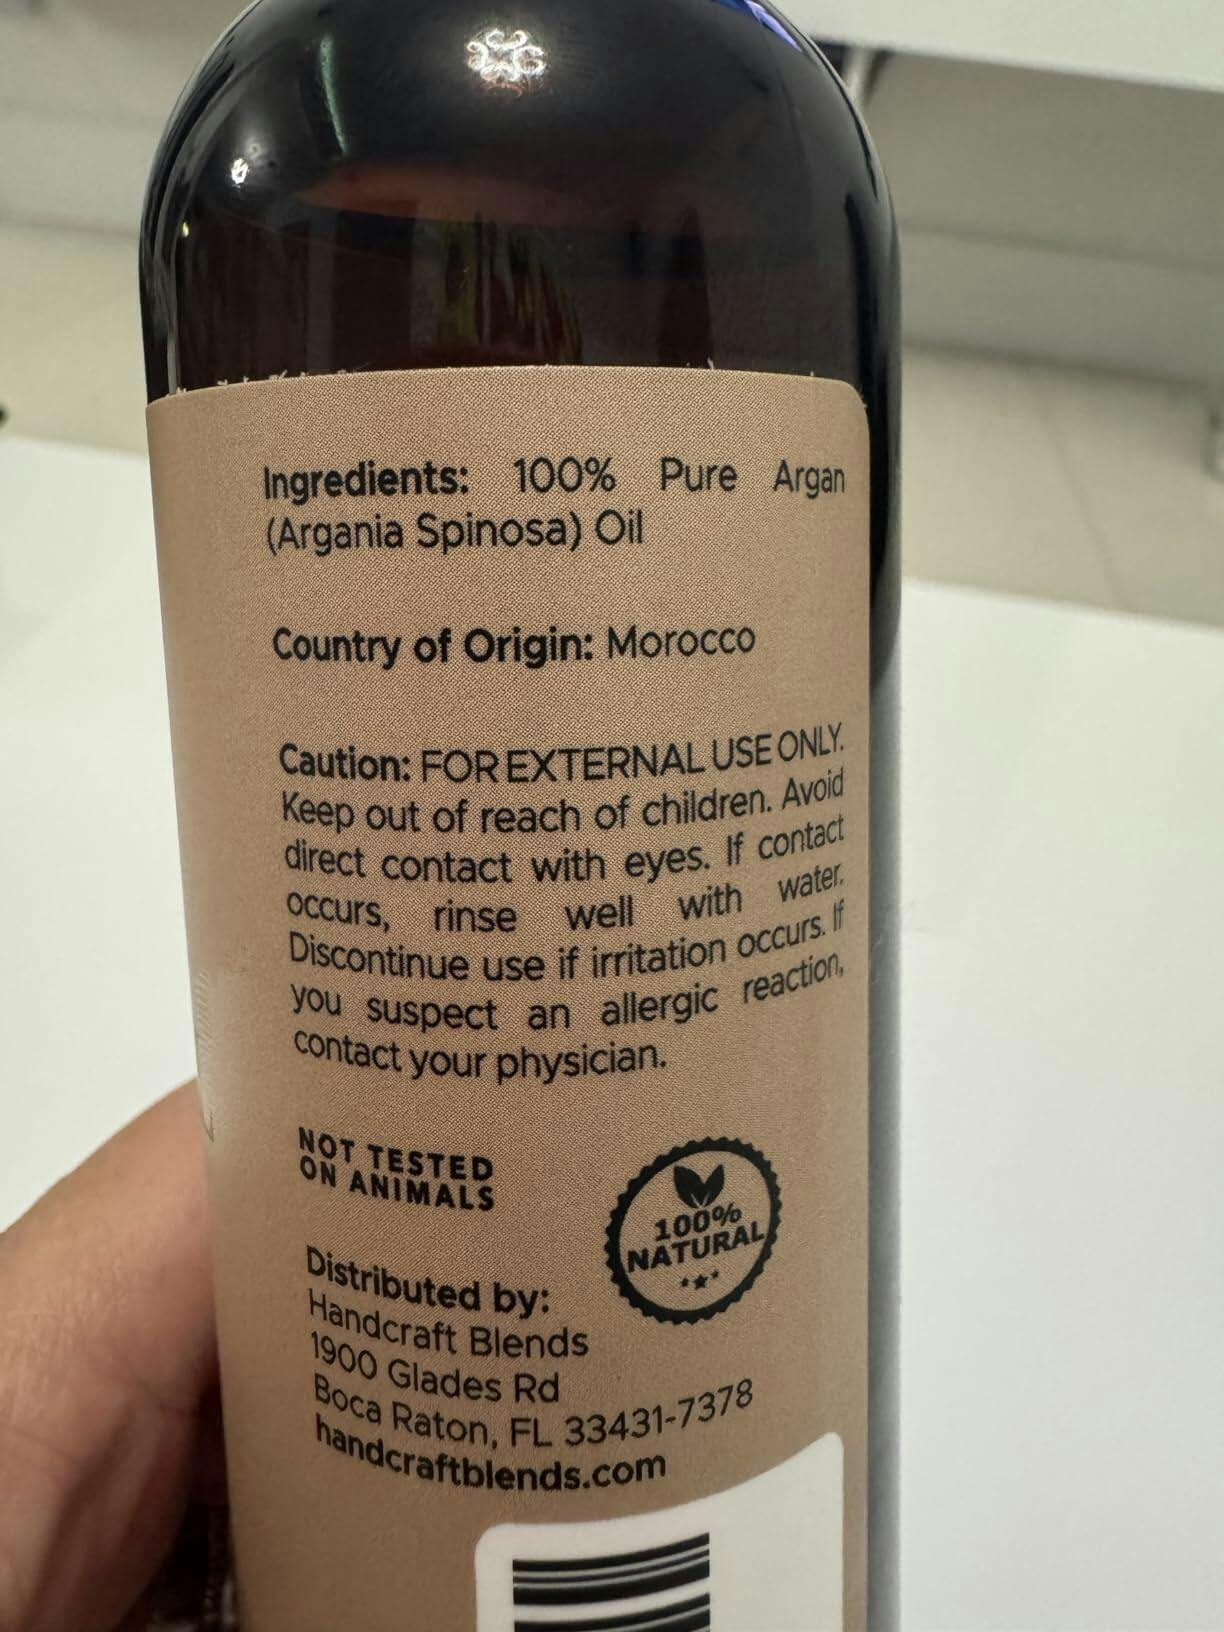 Ingredients: 100% Pure Argan
(Argania Spinosa) Oil
Country of Origin: Morocco
Caution: FOR EXTERNAL USE ONLY.
Keep out of reach of children. Avoid
direct contact with eyes. If contact
occurs, rinse well with water.
Discontinue use if irritation occurs. If
you suspect an allergic reaction,
contact your physician.
NOT TESTED
ON ANIMALS
100%
NATURAL
Distributed by:
Handcraft Blends
1900 Glades Rd
Boca Raton, FL 33431-7378
handcraftblends.com